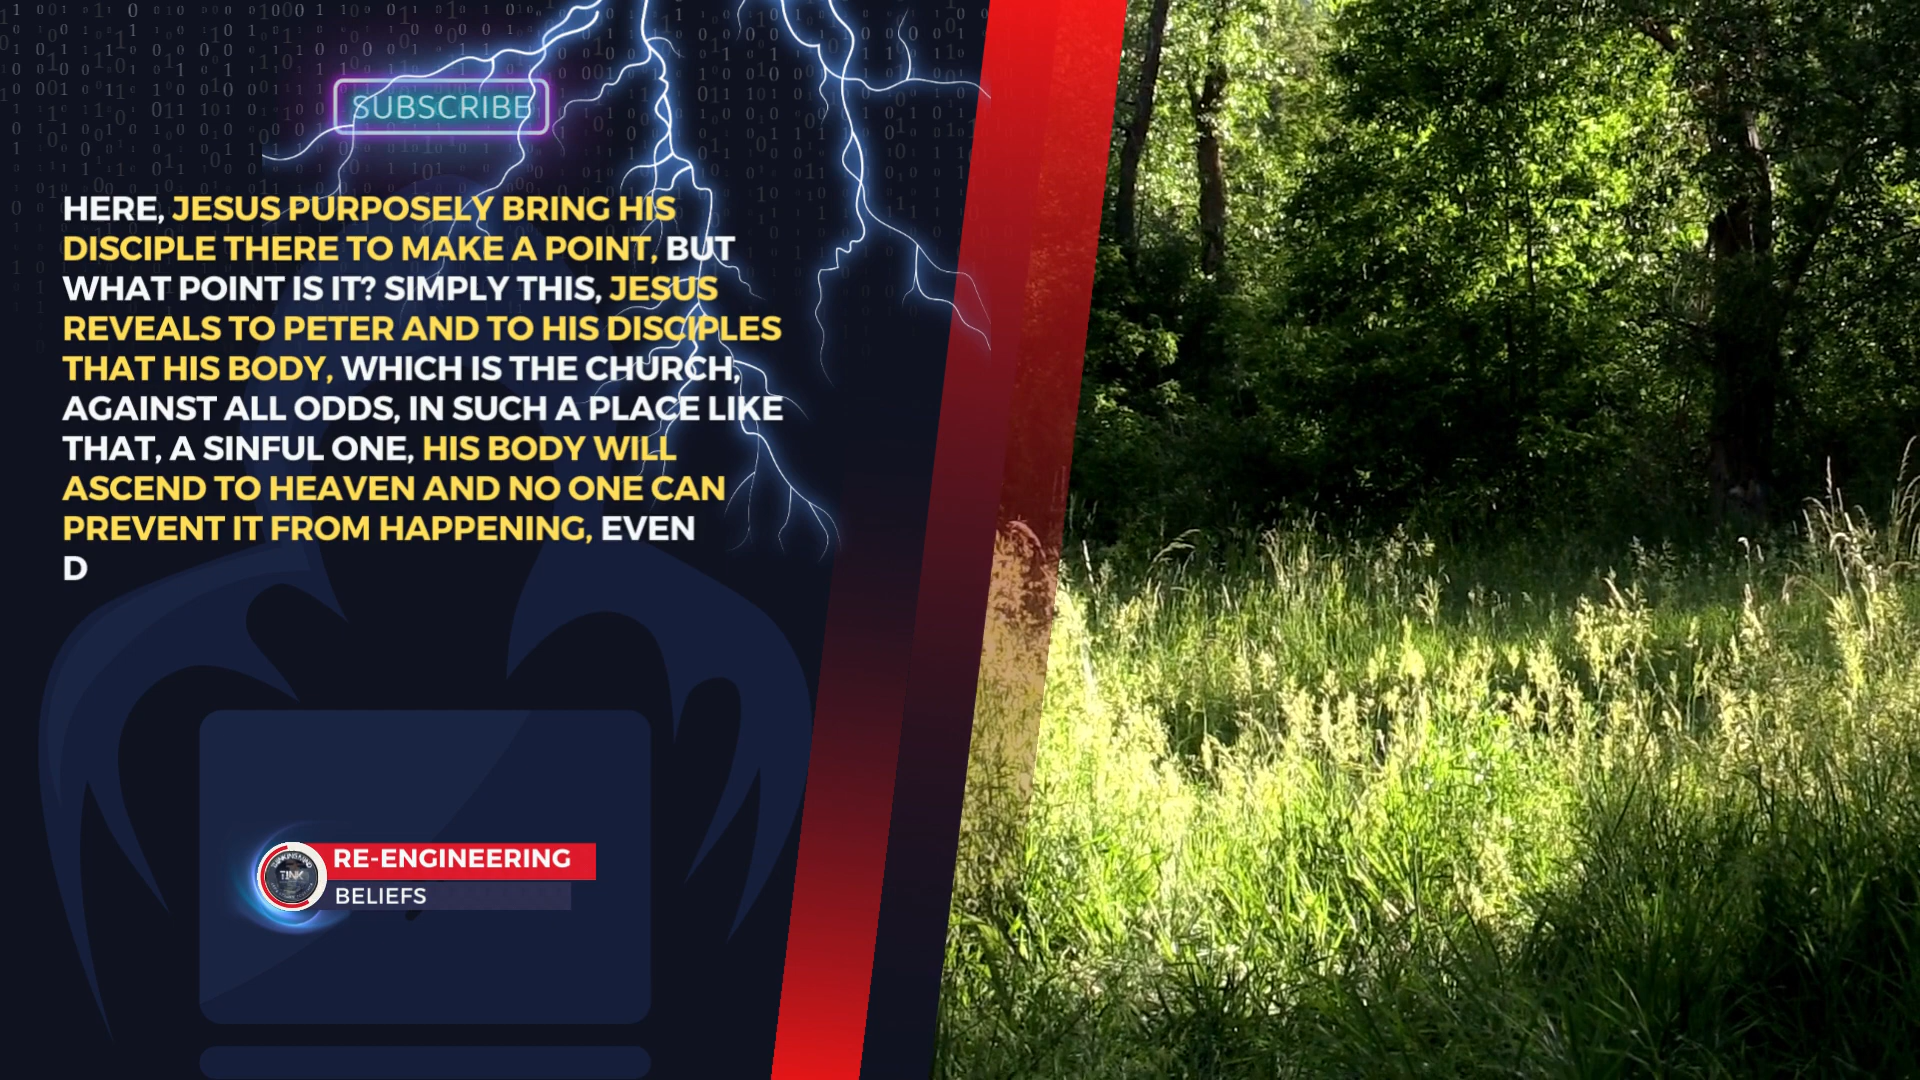 SUBSCRIBE
HERE, JESUS PURPOSELY BRING HIS
DISCIPLE THERE TO MAKE A POINT, BUT
WHAT POINT IS IT? SIMPLY THIS, JESUS
REVEALS TO PETER AND TO HIS DISCIPLES
THAT HIS BODY, WHICH IS THE CHURCH,
AGAINST ALL ODDS, IN SUCH A PLACE LIKE
THAT, A SINFUL ONE, HIS BODY WILL
ASCEND TO HEAVEN AND NO ONE CAN
PREVENT IT FROM HAPPENING, EVEN
D
RE-ENGINEERING
BELIEFS